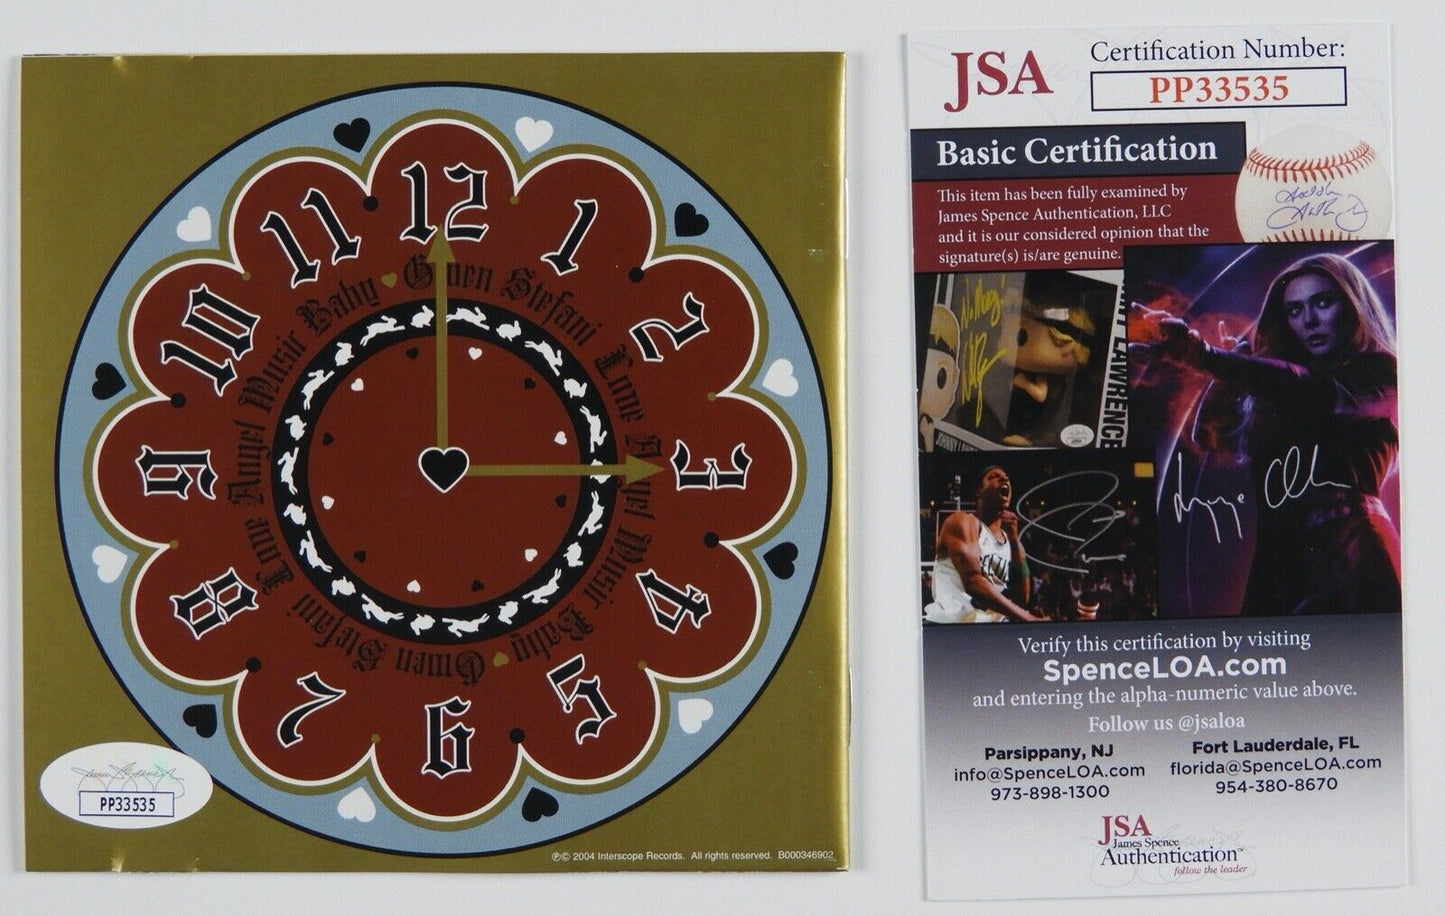 12
1
2
3
4
5
6
7
8
9
10
11
Gwen Stefani Love Angel Music Baby
Gwen Stefani Love Angel Music Baby
PP33535
℗© 2004 Interscope Records. All rights reserved. B000346902
JSA
Certification Number:
PP33535
Basic Certification
This item has been fully examined by
James Spence Authentication, LLC
and it is our considered opinion that the
signature(s) is/are genuine.
LAWRENCE
Verify this certification by visiting
SpenceLOA.com
and entering the alpha-numeric value above.
Follow us @jsaloa
Parsippany, NJ
info@SpenceLOA.com
973-898-1300
Fort Lauderdale, FL
florida@SpenceLOA.com
954-380-8670
JSA
James Spence
Authentication™
follow the leader